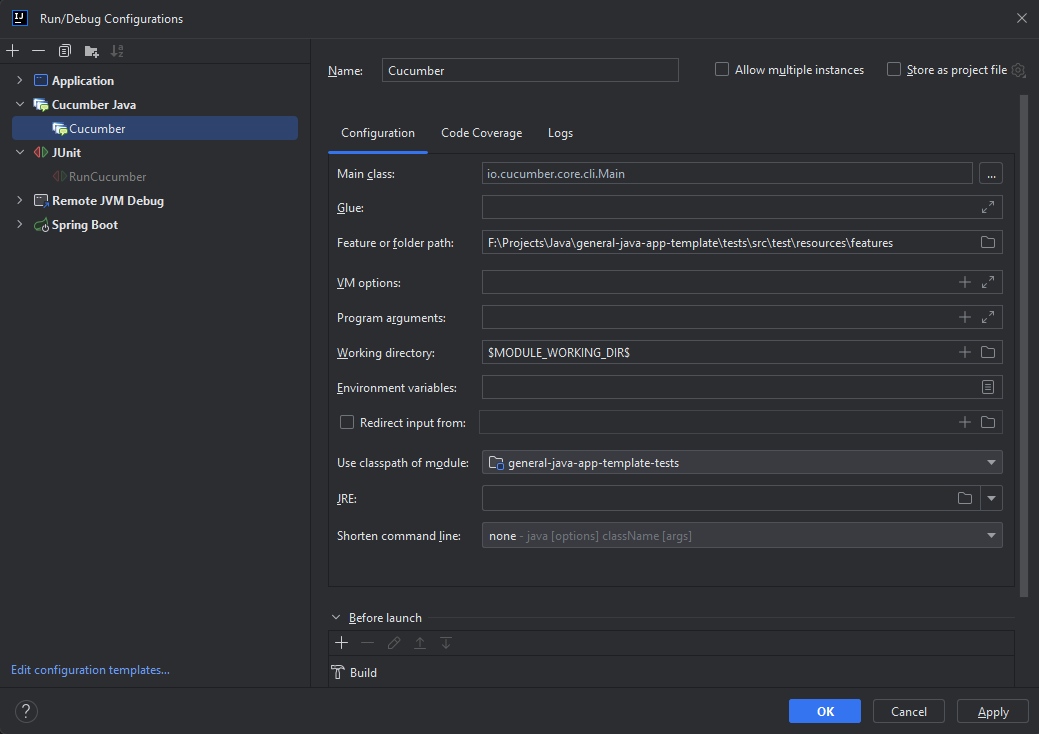 IJ
Run/Debug Configurations
Application
Cucumber Java
Cucumber
JUnit
RunCucumber
Remote JVM Debug
Spring Boot
Edit configuration templates...
Name: Cucumber
Allow multiple instances
Store as project file
Configuration Code Coverage Logs
Main class: io.cucumber.core.cli.Main ...
Glue:
Feature or folder path: F:\Projects\Java\general-java-app-template\tests\src\test\resources\features
VM options:
Program arguments:
Working directory: $MODULE_WORKING_DIR$
Environment variables:
Redirect input from:
Use classpath of module: general-java-app-template-tests
JRE:
Shorten command line: none - java [options] className [args]
Before launch
Build
? OK Cancel Apply